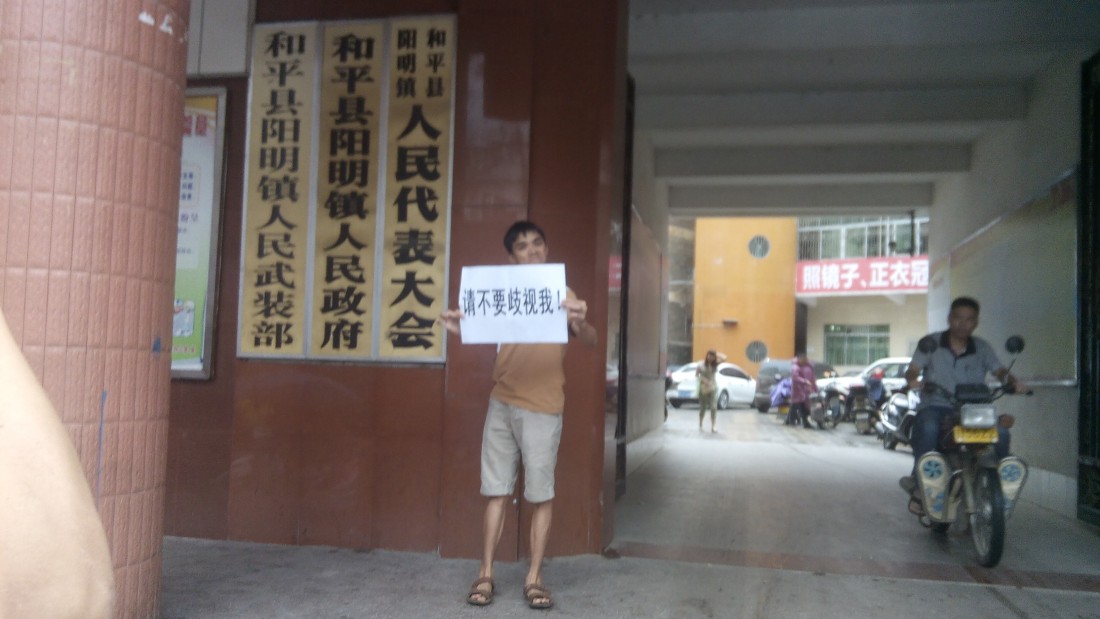 和平县阳明镇人民武装部
和平县阳明镇人民政府
和平县
阳明镇
人民代表大会
请不要歧视我！
照镜子、正衣冠